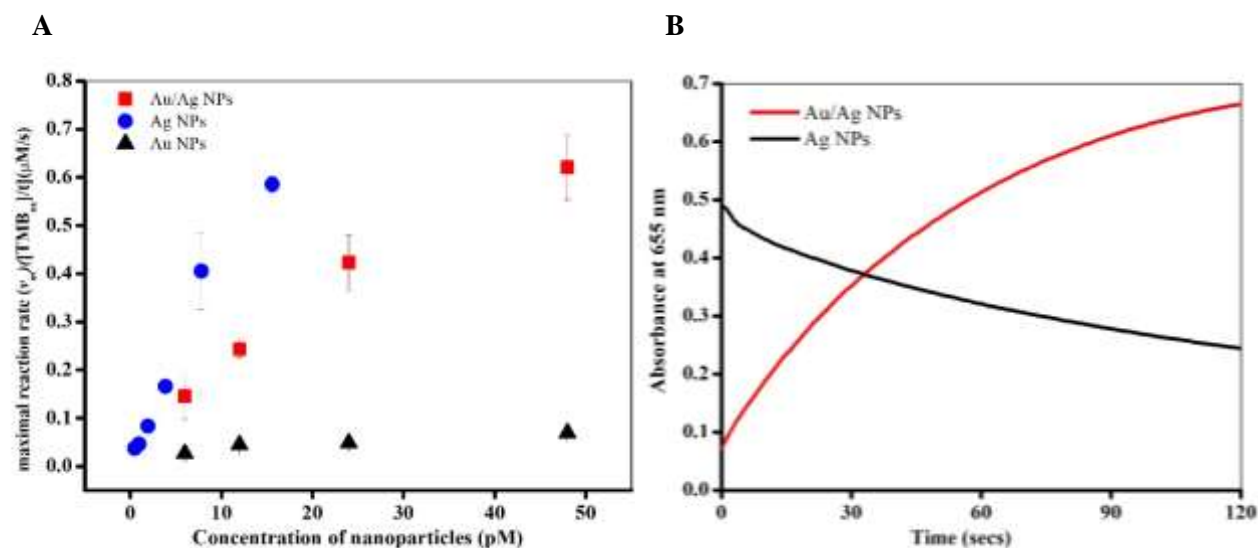 A
B
0.8
0.7
0.6
0.5
0.4
0.3
0.2
0.1
0.0
Au/Ag NPs
Ag NPs
Au NPs
0
10
20
30
40
50
Concentration of nanoparticles (pM)
0.7
0.6
0.5
0.4
0.3
0.2
0.1
0.0
Absorbance at 655 nm
Au/Ag NPs
Ag NPs
0
30
60
90
120
Time (secs)
maximal reaction rate